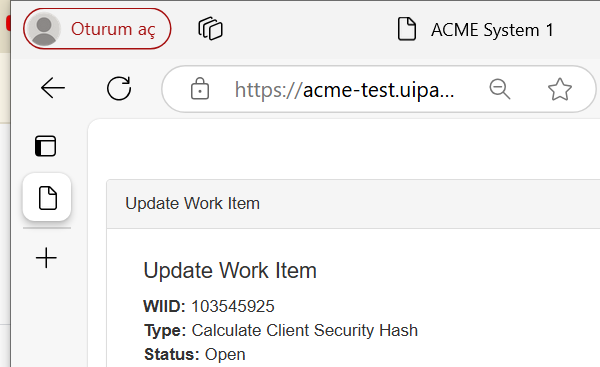 Oturum aç
ACME System 1
https://acme-test.uipa...
Update Work Item
Update Work Item
WIID: 103545925
Type: Calculate Client Security Hash
Status: Open